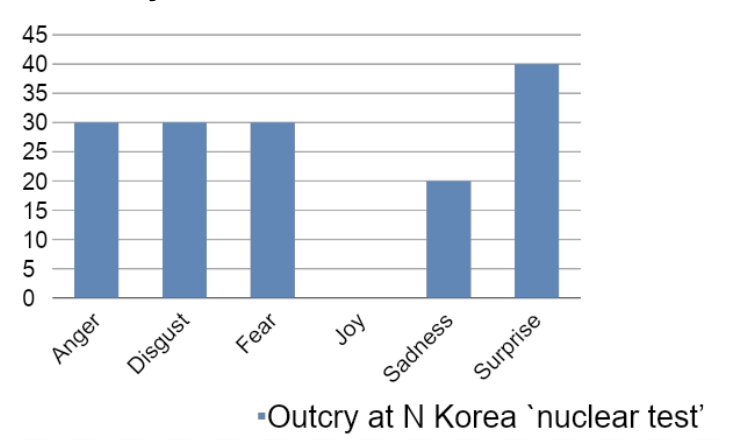 45
40
35
30
25
20
15
10
5
0
Anger
Disgust
Fear
Joy
Sadness
Surprise
Outcry at N Korea `nuclear test’